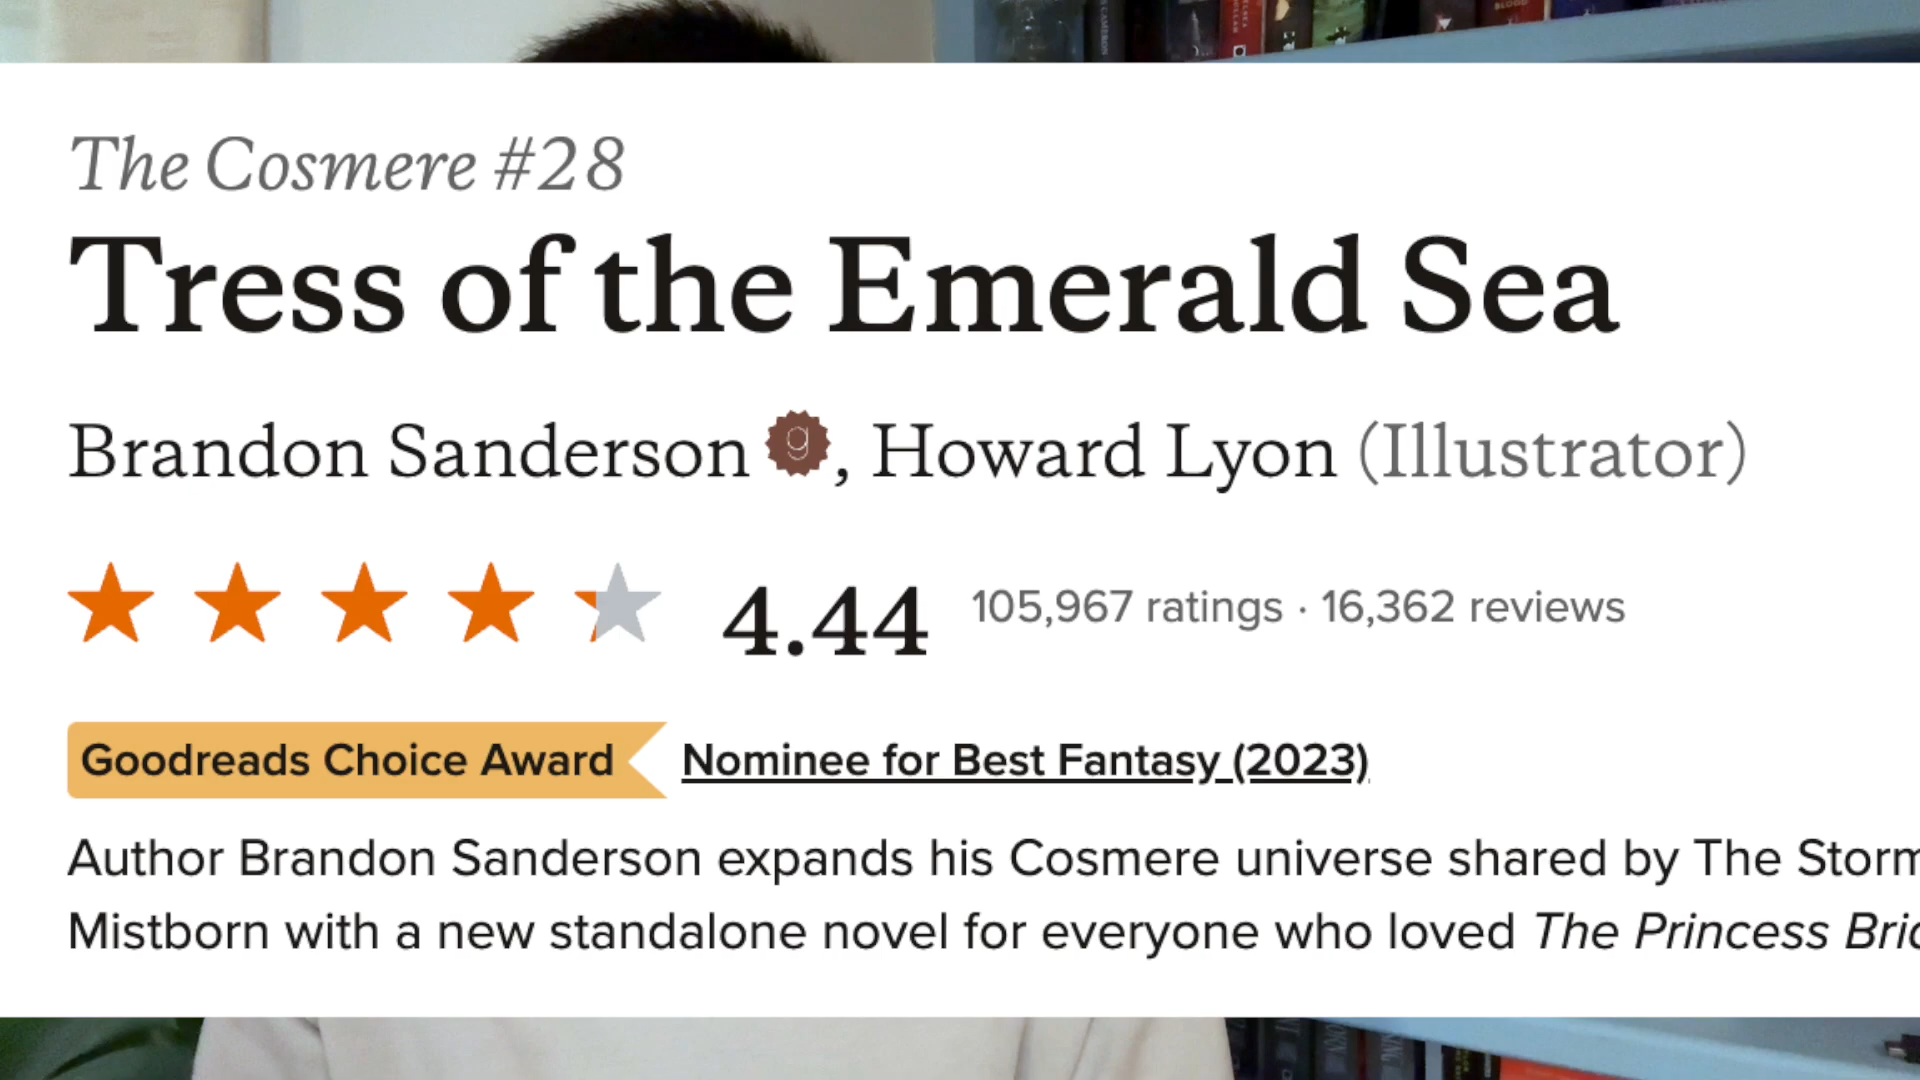 The Cosmere #28
Tress of the Emerald Sea
Brandon Sanderson g, Howard Lyon (Illustrator)
4.44 105,967 ratings · 16,362 reviews
Goodreads Choice Award Nominee for Best Fantasy (2023)
Author Brandon Sanderson expands his Cosmere universe shared by The Storm
Mistborn with a new standalone novel for everyone who loved The Princess Bri
BLOOD
CAMERON